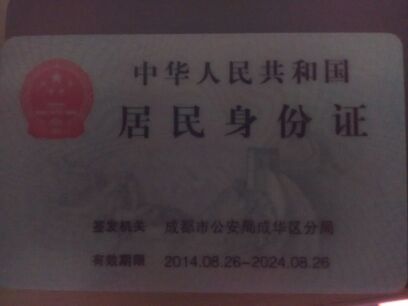 中华人民共和国
居民身份证
签发机关 成都市公安局成华区分局
有效期限 2014.08.26-2024.08.26